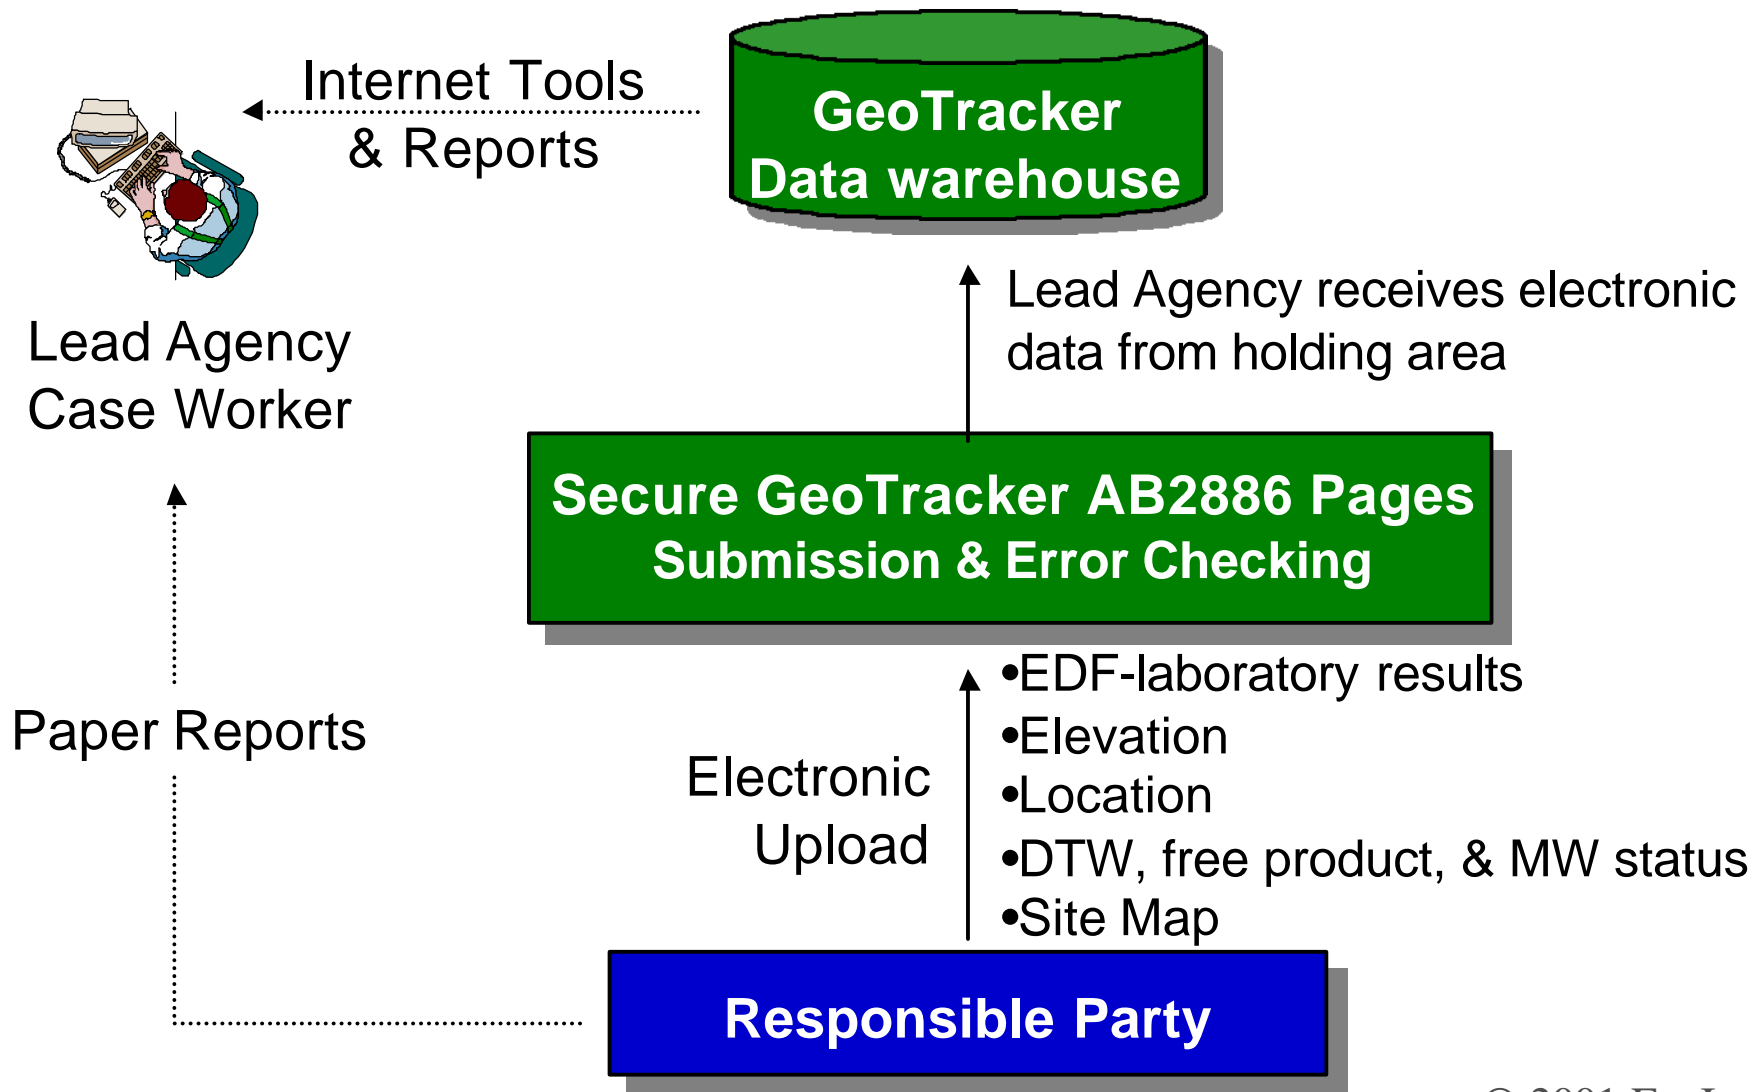 Internet Tools
& Reports
GeoTracker
Data warehouse
Lead Agency
Case Worker
Lead Agency receives electronic
data from holding area
Secure GeoTracker AB2886 Pages
Submission & Error Checking
Paper Reports
Electronic
Upload
•EDF-laboratory results
•Elevation
•Location
•DTW, free product, & MW status
•Site Map
Responsible Party
© 2001